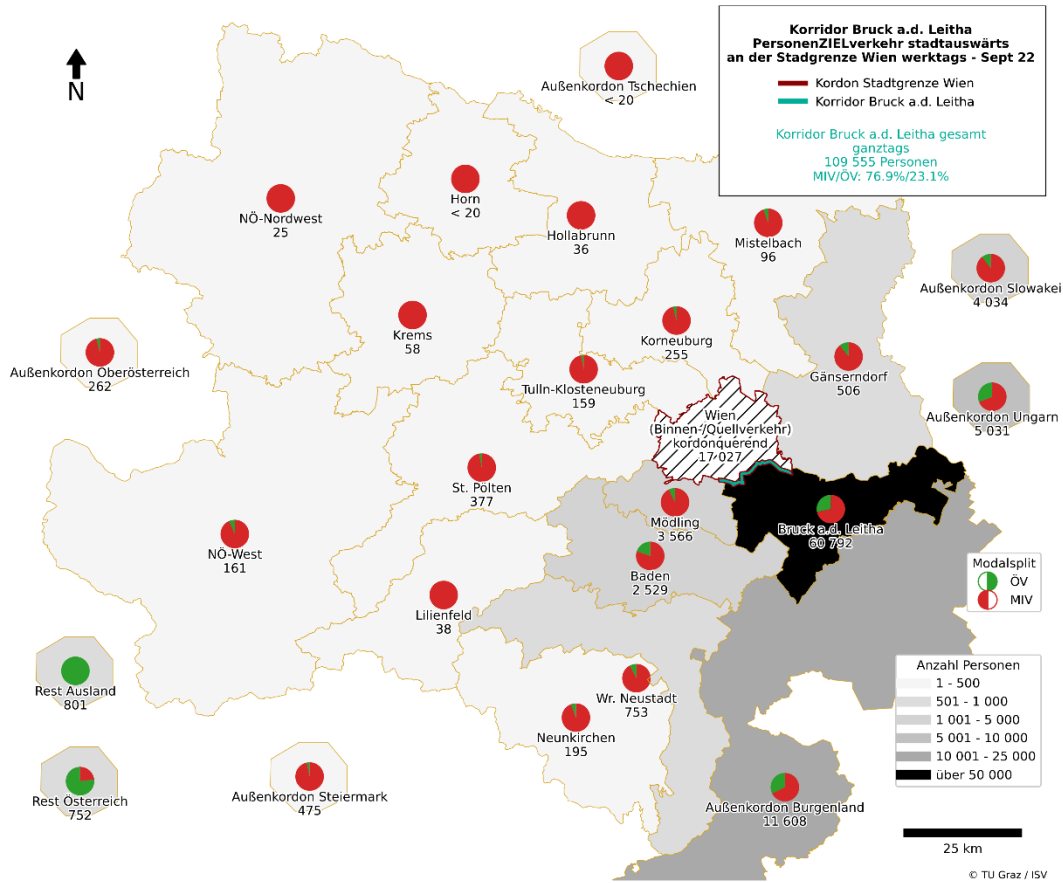 Korridor Bruck a.d. Leitha
PersonenZIELverkehr stadtauswärts
an der Stadgrenze Wien werktags - Sept 22
Kordon Stadtgrenze Wien
Korridor Bruck a.d. Leitha
Korridor Bruck a.d. Leitha gesamt
ganztags
109 555 Personen
MIV/ÖV: 76.9%/23.1%
N
Außenkordon Tschechien
< 20
Horn
< 20
NÖ-Nordwest
25
Hollabrunn
36
Mistelbach
96
Außenkordon Slowakei
4 034
Krems
58
Korneuburg
255
Außenkordon Oberösterreich
262
Tulln-Klosteneuburg
159
Gänserndorf
506
Außenkordon Ungarn
5 031
Wien
(Binnen-/Quellverkehr)
kordonquerend
17 027
St. Pölten
377
Mödling
3 566
Bruck a.d. Leitha
60 792
NÖ-West
161
Baden
2 529
Modalsplit
ÖV
MIV
Lilienfeld
38
Rest Ausland
801
Wr. Neustadt
753
Neunkirchen
195
Anzahl Personen
1 - 500
501 - 1 000
1 001 - 5 000
5 001 - 10 000
10 001 - 25 000
über 50 000
Rest Österreich
752
Außenkordon Steiermark
475
Außenkordon Burgenland
11 608
25 km
© TU Graz / ISV